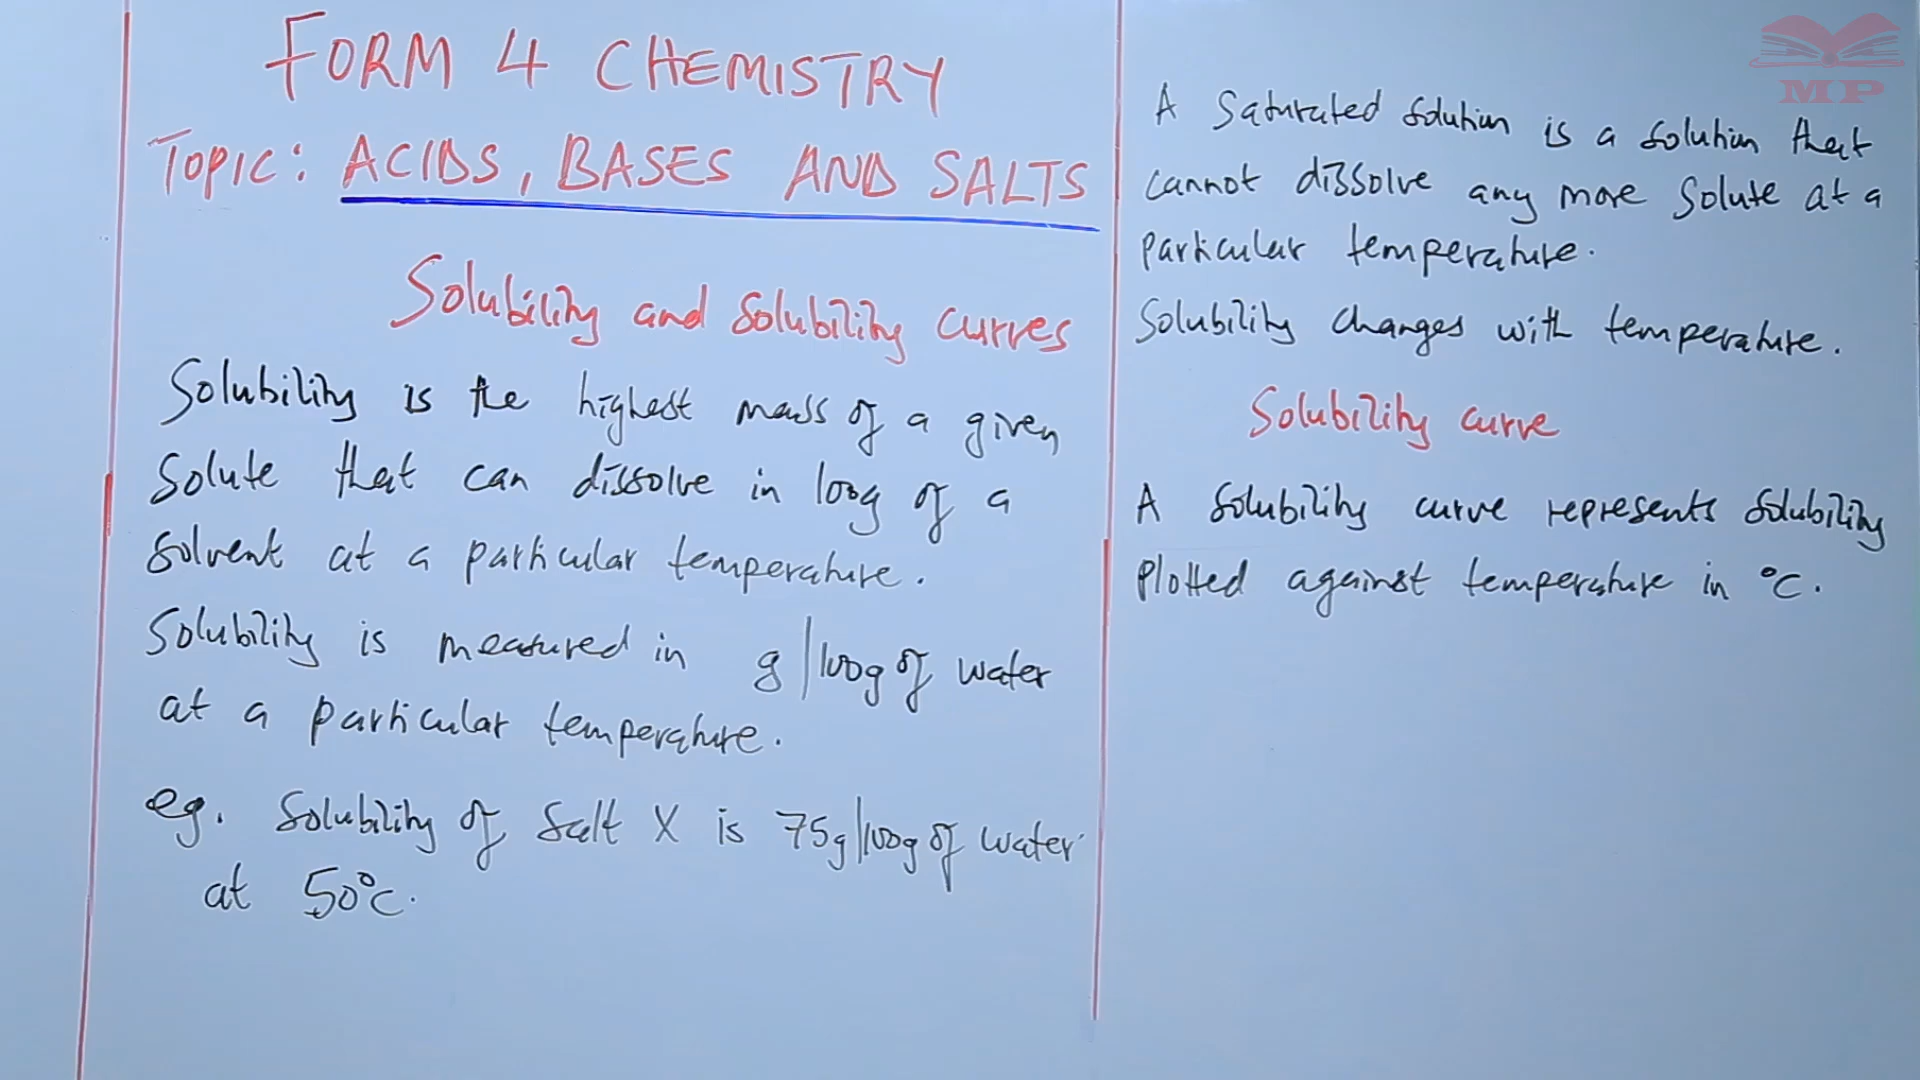 FORM 4 CHEMISTRY
TOPIC: ACIDS, BASES AND SALTS
Solubility and solubility curves
Solubility is the highest mass of a given
solute that can dissolve in 100g of a
solvent at a particular temperature.
Solubility is measured in g/100g of water
at a particular temperature.
eg. Solubility of salt X is 75g/100g of water
at 50°C.
A saturated solution is a solution that
cannot dissolve any more solute at a
particular temperature.
Solubility changes with temperature.
Solubility curve
A solubility curve represents solubility
plotted against temperature in °C.
MP